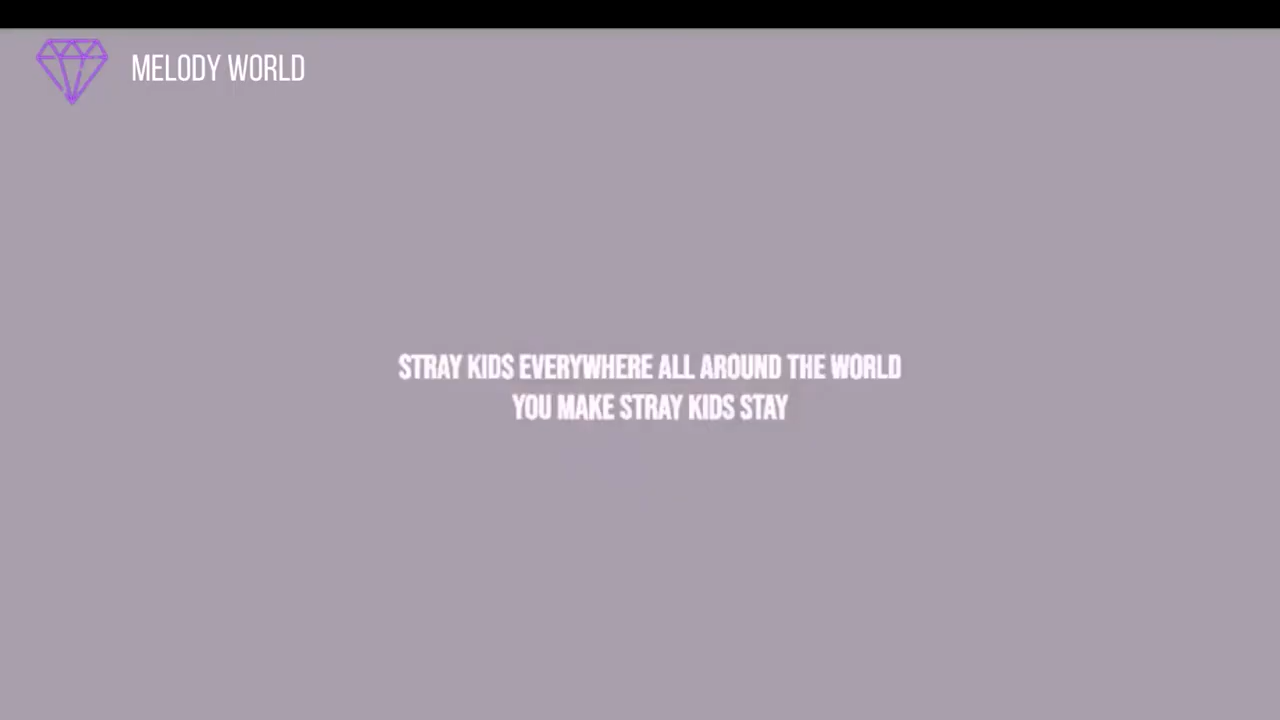 MELODY WORLD
STRAY KIDS EVERYWHERE ALL AROUND THE WORLD
YOU MAKE STRAY KIDS STAY